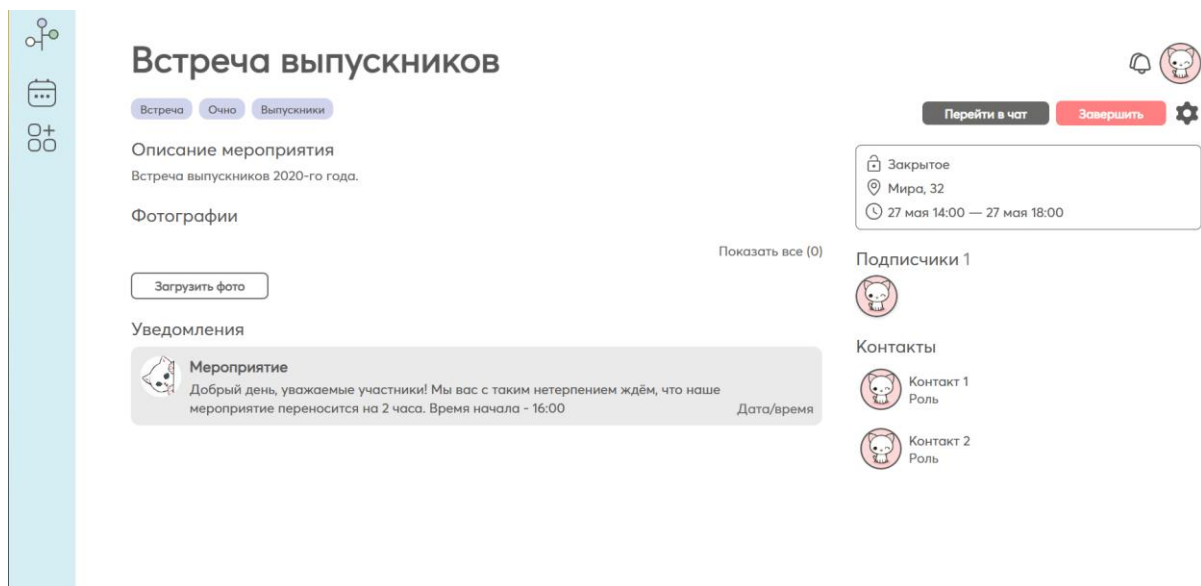 Встреча выпускников
Встреча Очно Выпускники
Перейти в чат Завершить
Описание мероприятия
Встреча выпускников 2020-го года.
Фотографии
Показать все (0)
Загрузить фото
Уведомления
Мероприятие
Добрый день, уважаемые участники! Мы вас с таким нетерпением ждём, что наше
мероприятие переносится на 2 часа. Время начала - 16:00
Дата/время
Закрытое
Мира, 32
27 мая 14:00 — 27 мая 18:00
Подписчики 1
Контакты
Контакт 1
Роль
Контакт 2
Роль